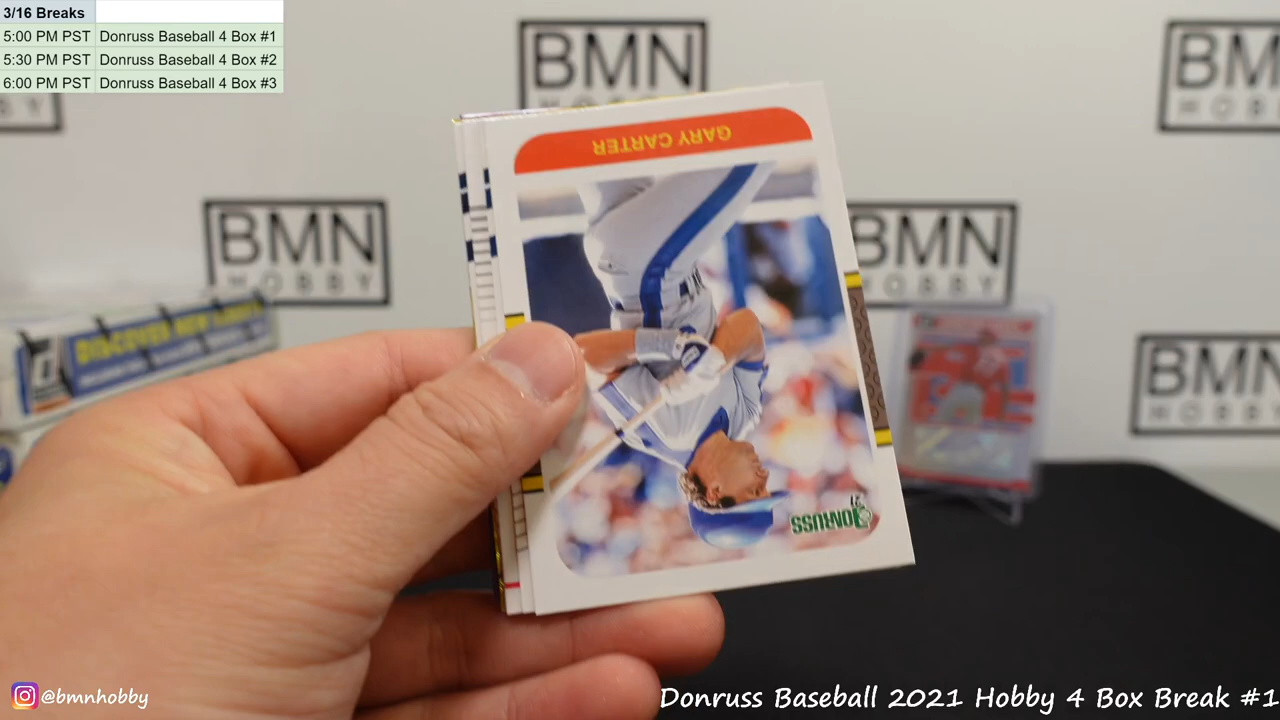 3/16 Breaks
5:00 PM PST Donruss Baseball 4 Box #1
5:30 PM PST Donruss Baseball 4 Box #2
6:00 PM PST Donruss Baseball 4 Box #3
BMN
HOBBY
BMN
HOBBY
BMN
HOBBY
BMN
HOBBY
GARY CARTER
DONRUSS
DISCOVER NEW
@bmnhobby
Donruss Baseball 2021 Hobby 4 Box Break #1